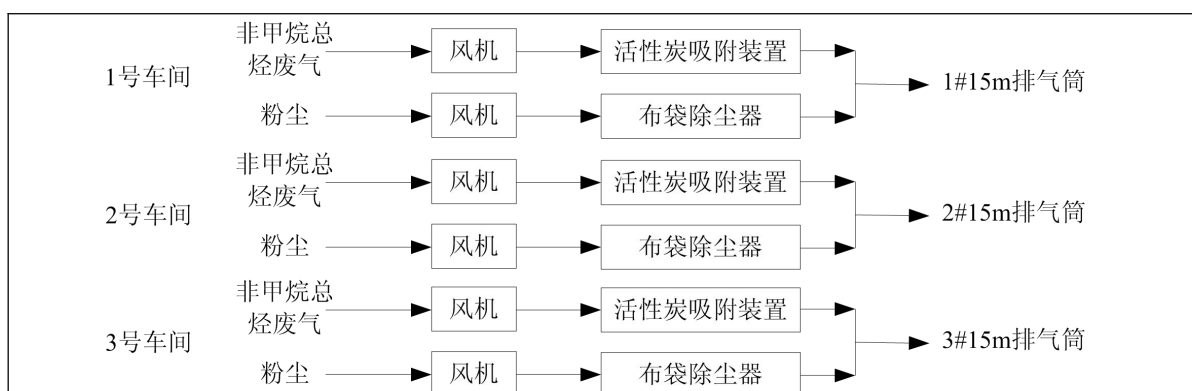 非甲烷总
烃废气
风机
活性炭吸附装置
1号车间
1#15m排气筒
粉尘
风机
布袋除尘器
非甲烷总
烃废气
风机
活性炭吸附装置
2号车间
2#15m排气筒
粉尘
风机
布袋除尘器
非甲烷总
烃废气
风机
活性炭吸附装置
3号车间
3#15m排气筒
粉尘
风机
布袋除尘器